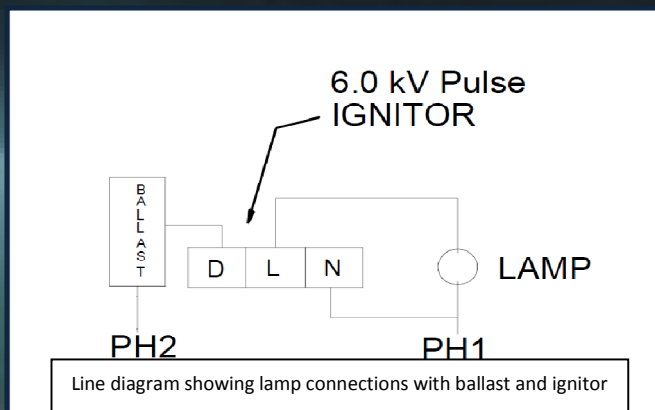 6.0 kV Pulse
IGNITOR
BALLAST
D L N
LAMP
PH2
PH1
Line diagram showing lamp connections with ballast and ignitor